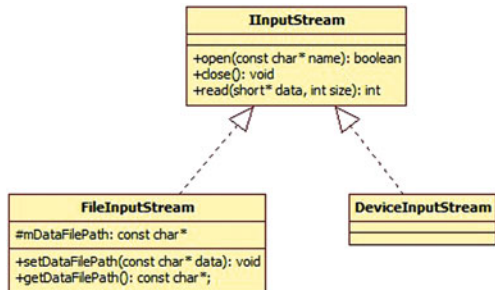 IInputStream
+open(const char* name): boolean
+close(): void
+read(short* data, int size): int
FileInputStream
#mDataFilePath: const char*
+setDataFilePath(const char* data): void
+getDataFilePath(): const char*;
DeviceInputStream